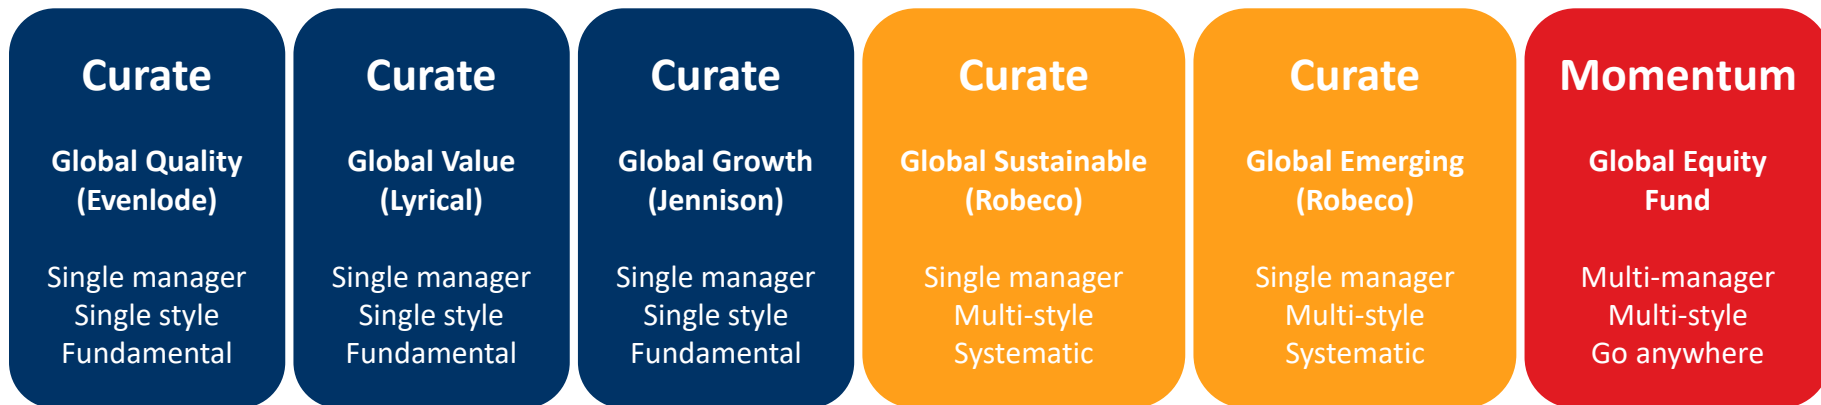 Curate
Global Quality
(Evenlode)
Single manager
Single style
Fundamental
Curate
Global Value
(Lyrical)
Single manager
Single style
Fundamental
Curate
Global Growth
(Jennison)
Single manager
Single style
Fundamental
Curate
Global Sustainable
(Robeco)
Single manager
Multi-style
Systematic
Curate
Global Emerging
(Robeco)
Single manager
Multi-style
Systematic
Momentum
Global Equity
Fund
Multi-manager
Multi-style
Go anywhere